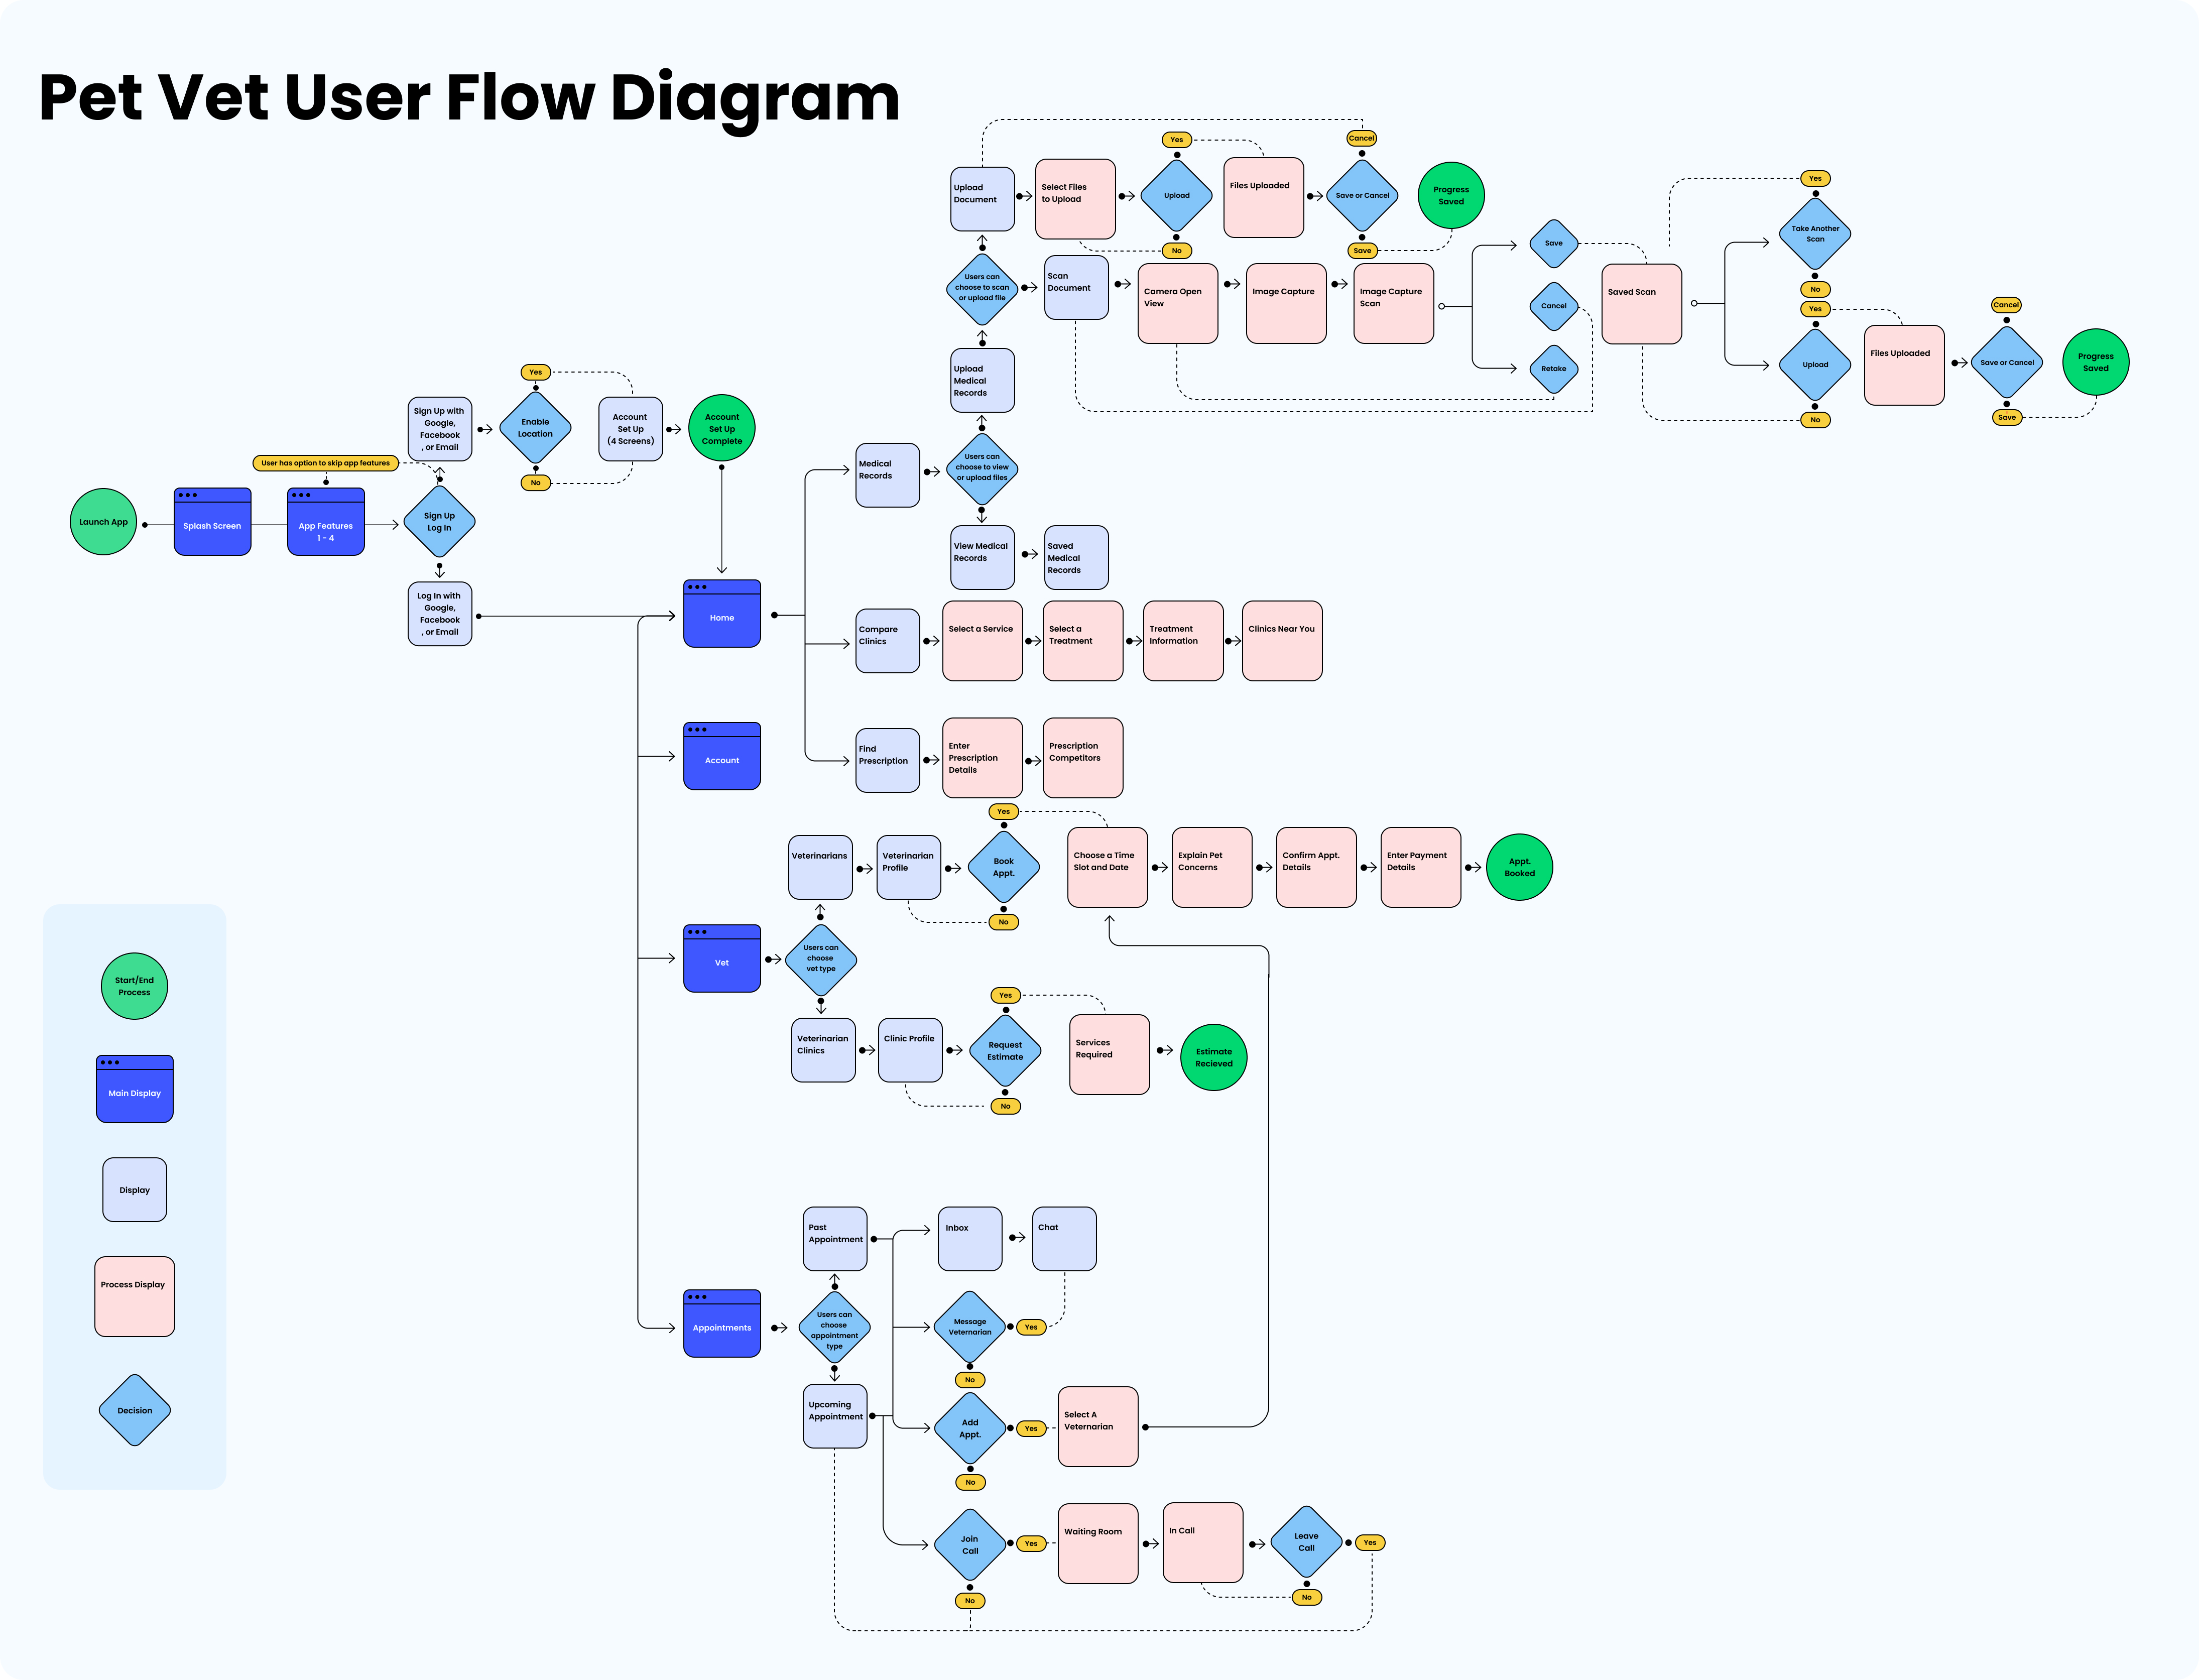 Pet Vet User Flow Diagram
Cancel
Yes
Upload
Document
Select Files
to Upload
Upload
Files Uploaded
Save or Cancel
Progress
Saved
No
Save
Yes
Take Another
Scan
No
Users can
choose to scan
or upload file
Scan
Document
Camera Open
View
Image Capture
Image Capture
Scan
Save
Cancel
Retake
Saved Scan
Yes
Upload
No
Files Uploaded
Cancel
Save or Cancel
Save
Progress
Saved
Upload
Medical
Records
Yes
Sign Up with
Google,
Facebook
, or Email
Enable
Location
No
Account
Set Up
(4 Screens)
Account
Set Up
Complete
User has option to skip app features
Launch App
Splash Screen
App Features
1 - 4
Sign Up
Log In
Log In with
Google,
Facebook
, or Email
Medical
Records
Users can
choose to view
or upload files
View Medical
Records
Saved
Medical
Records
Home
Compare
Clinics
Select a Service
Select a
Treatment
Treatment
Information
Clinics Near You
Account
Find
Prescription
Enter
Prescription
Details
Prescription
Competitors
Yes
Veterinarians
Veterinarian
Profile
Book
Appt.
No
Choose a Time
Slot and Date
Explain Pet
Concerns
Confirm Appt.
Details
Enter Payment
Details
Appt.
Booked
Vet
Users can
choose
vet type
Yes
Veterinarian
Clinics
Clinic Profile
Request
Estimate
No
Services
Required
Estimate
Recieved
Start/End
Process
Main Display
Display
Process Display
Decision
Past
Appointment
Inbox
Chat
Appointments
Users can
choose
appointment
type
Message
Veternarian
Yes
No
Upcoming
Appointment
Add
Appt.
Yes
No
Select A
Veternarian
Join
Call
Yes
No
Waiting Room
In Call
Leave
Call
Yes
No